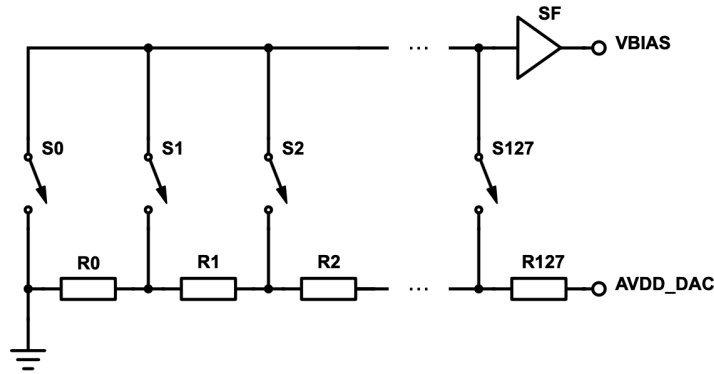 SF
VBIAS
...
S0
S1
S2
S127
R0
R1
R2
R127
...
AVDD_DAC